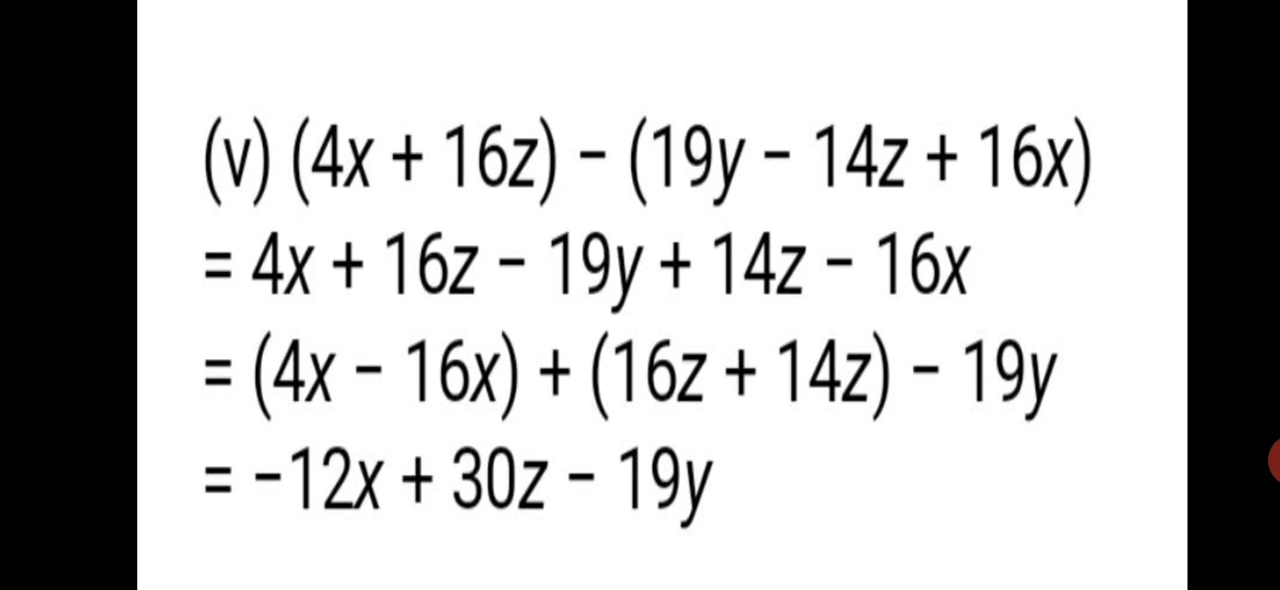 (v) (4x + 16z) − (19y − 14z + 16x)
= 4x + 16z − 19y + 14z − 16x
= (4x − 16x) + (16z + 14z) − 19y
= −12x + 30z − 19y